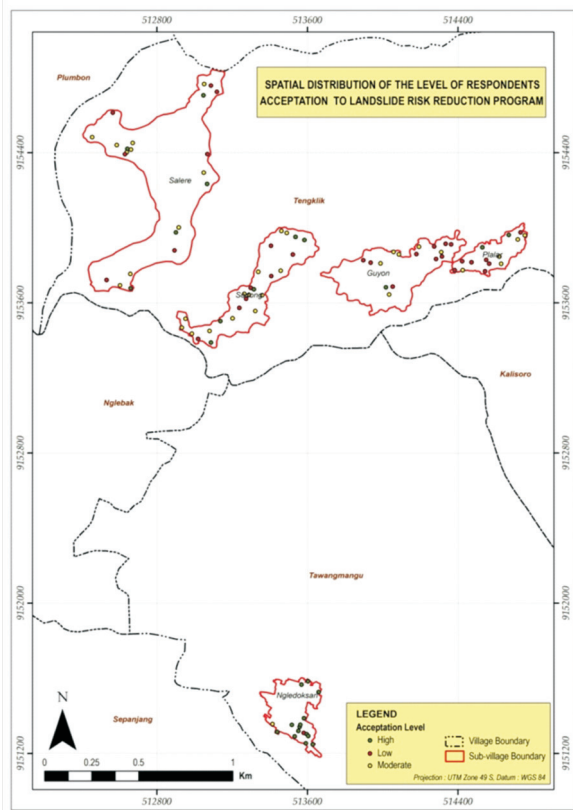 512800 513600 514400
Plumbon
SPATIAL DISTRIBUTION OF THE LEVEL OF RESPONDENTS
ACCEPTATION TO LANDSLIDE RISK REDUCTION PROGRAM
9154400 9154400
Salere
Tengklik
Guyon
Plalar
9153600 9153600
Kalisoro
Nglebak
9152800 9152800
Tawangmangu
9152000 9152000
Ngledoksari
N
Sepanjang
LEGEND
Acceptation Level
High
Low
Moderate
Village Boundary
Sub-village Boundary
Projection : UTM Zone 49 S, Datum : WGS 84
9151200 9151200
0 0.25 0.5 1
Km
512800 513600 514400